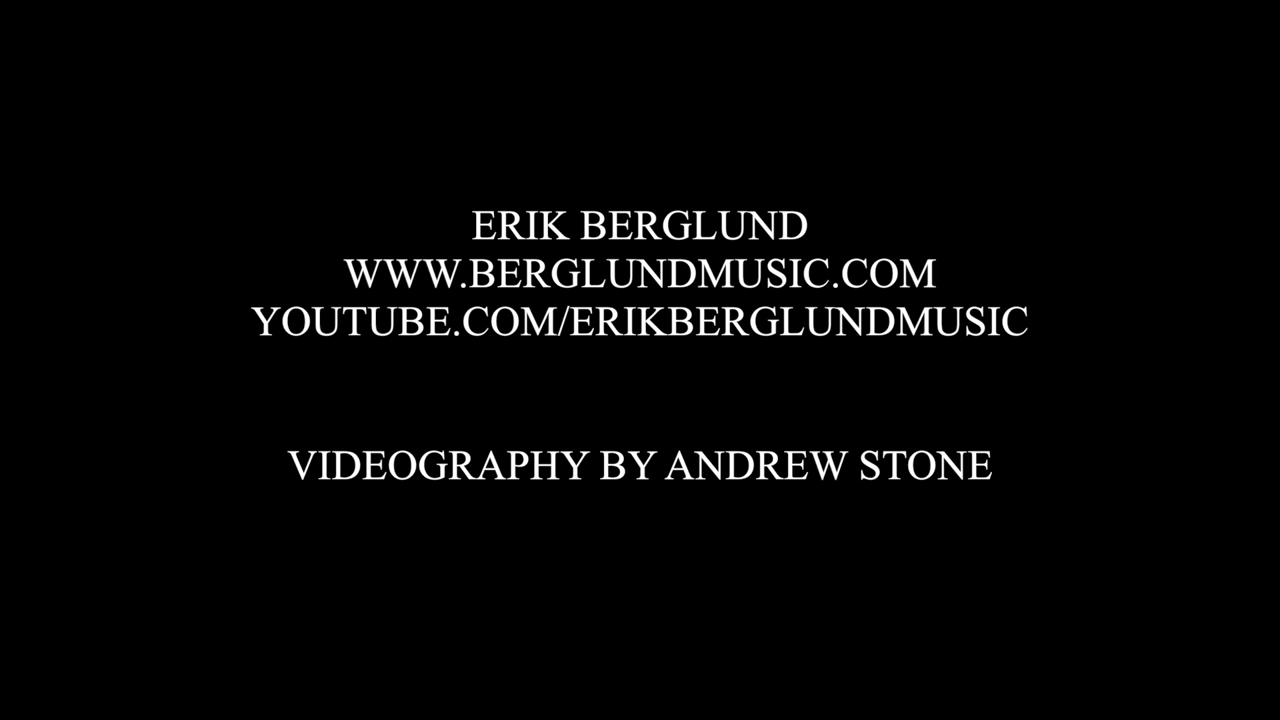 ERIK BERGLUND
WWW.BERGLUNDMUSIC.COM
YOUTUBE.COM/ERIKBERGLUNDMUSIC
VIDEOGRAPHY BY ANDREW STONE